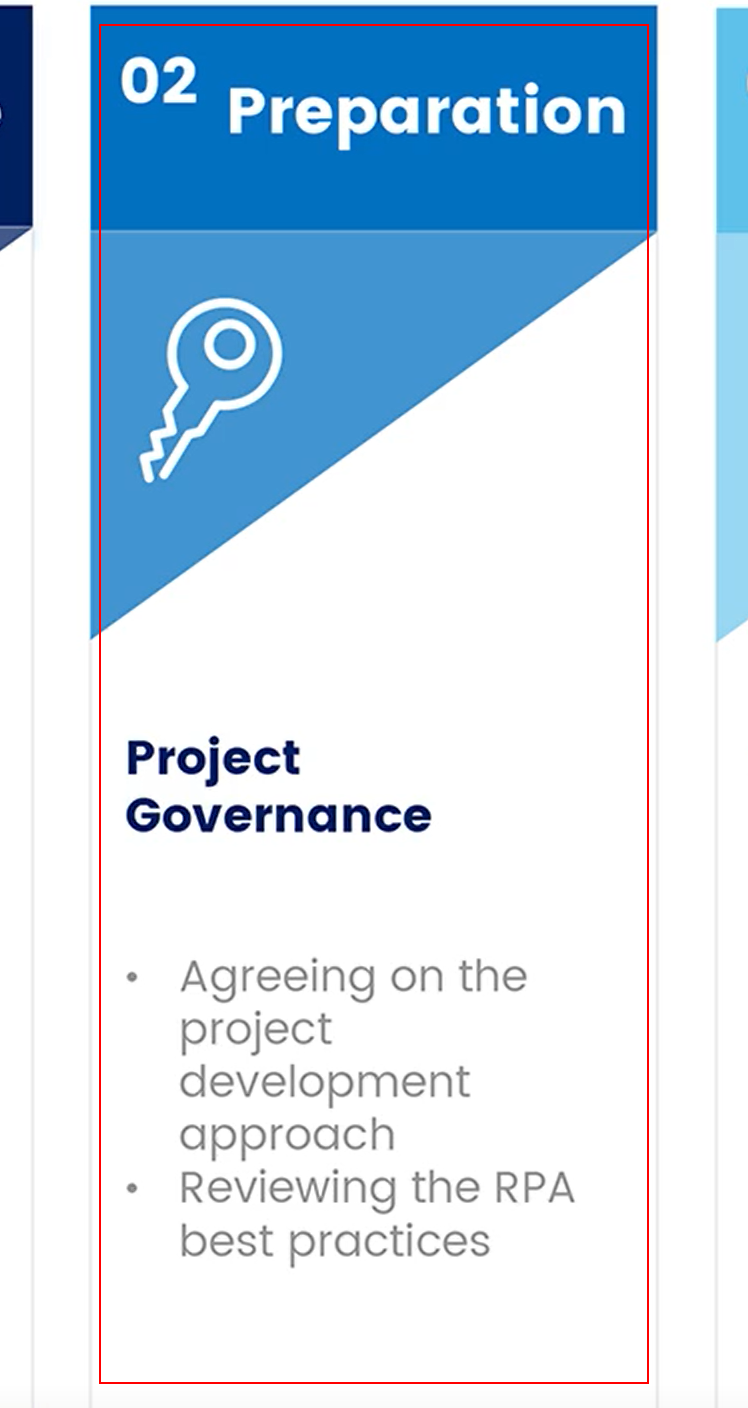 02
Preparation
Project
Governance
• Agreeing on the
project
development
approach
• Reviewing the RPA
best practices